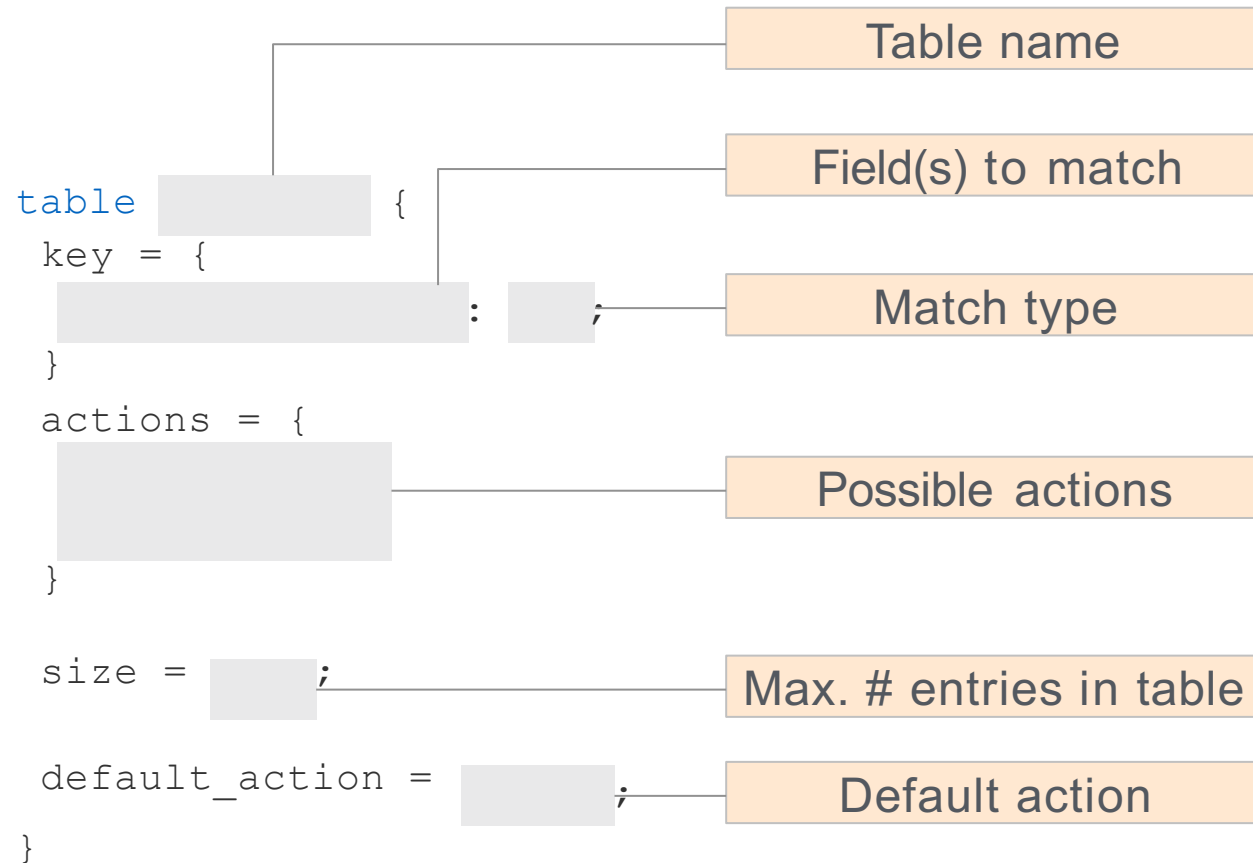 Table name
Field(s) to match
table {
key = {
: ;
Match type
}
actions = {
Possible actions
}
size = ;
Max. # entries in table
default_action = ;
Default action
}